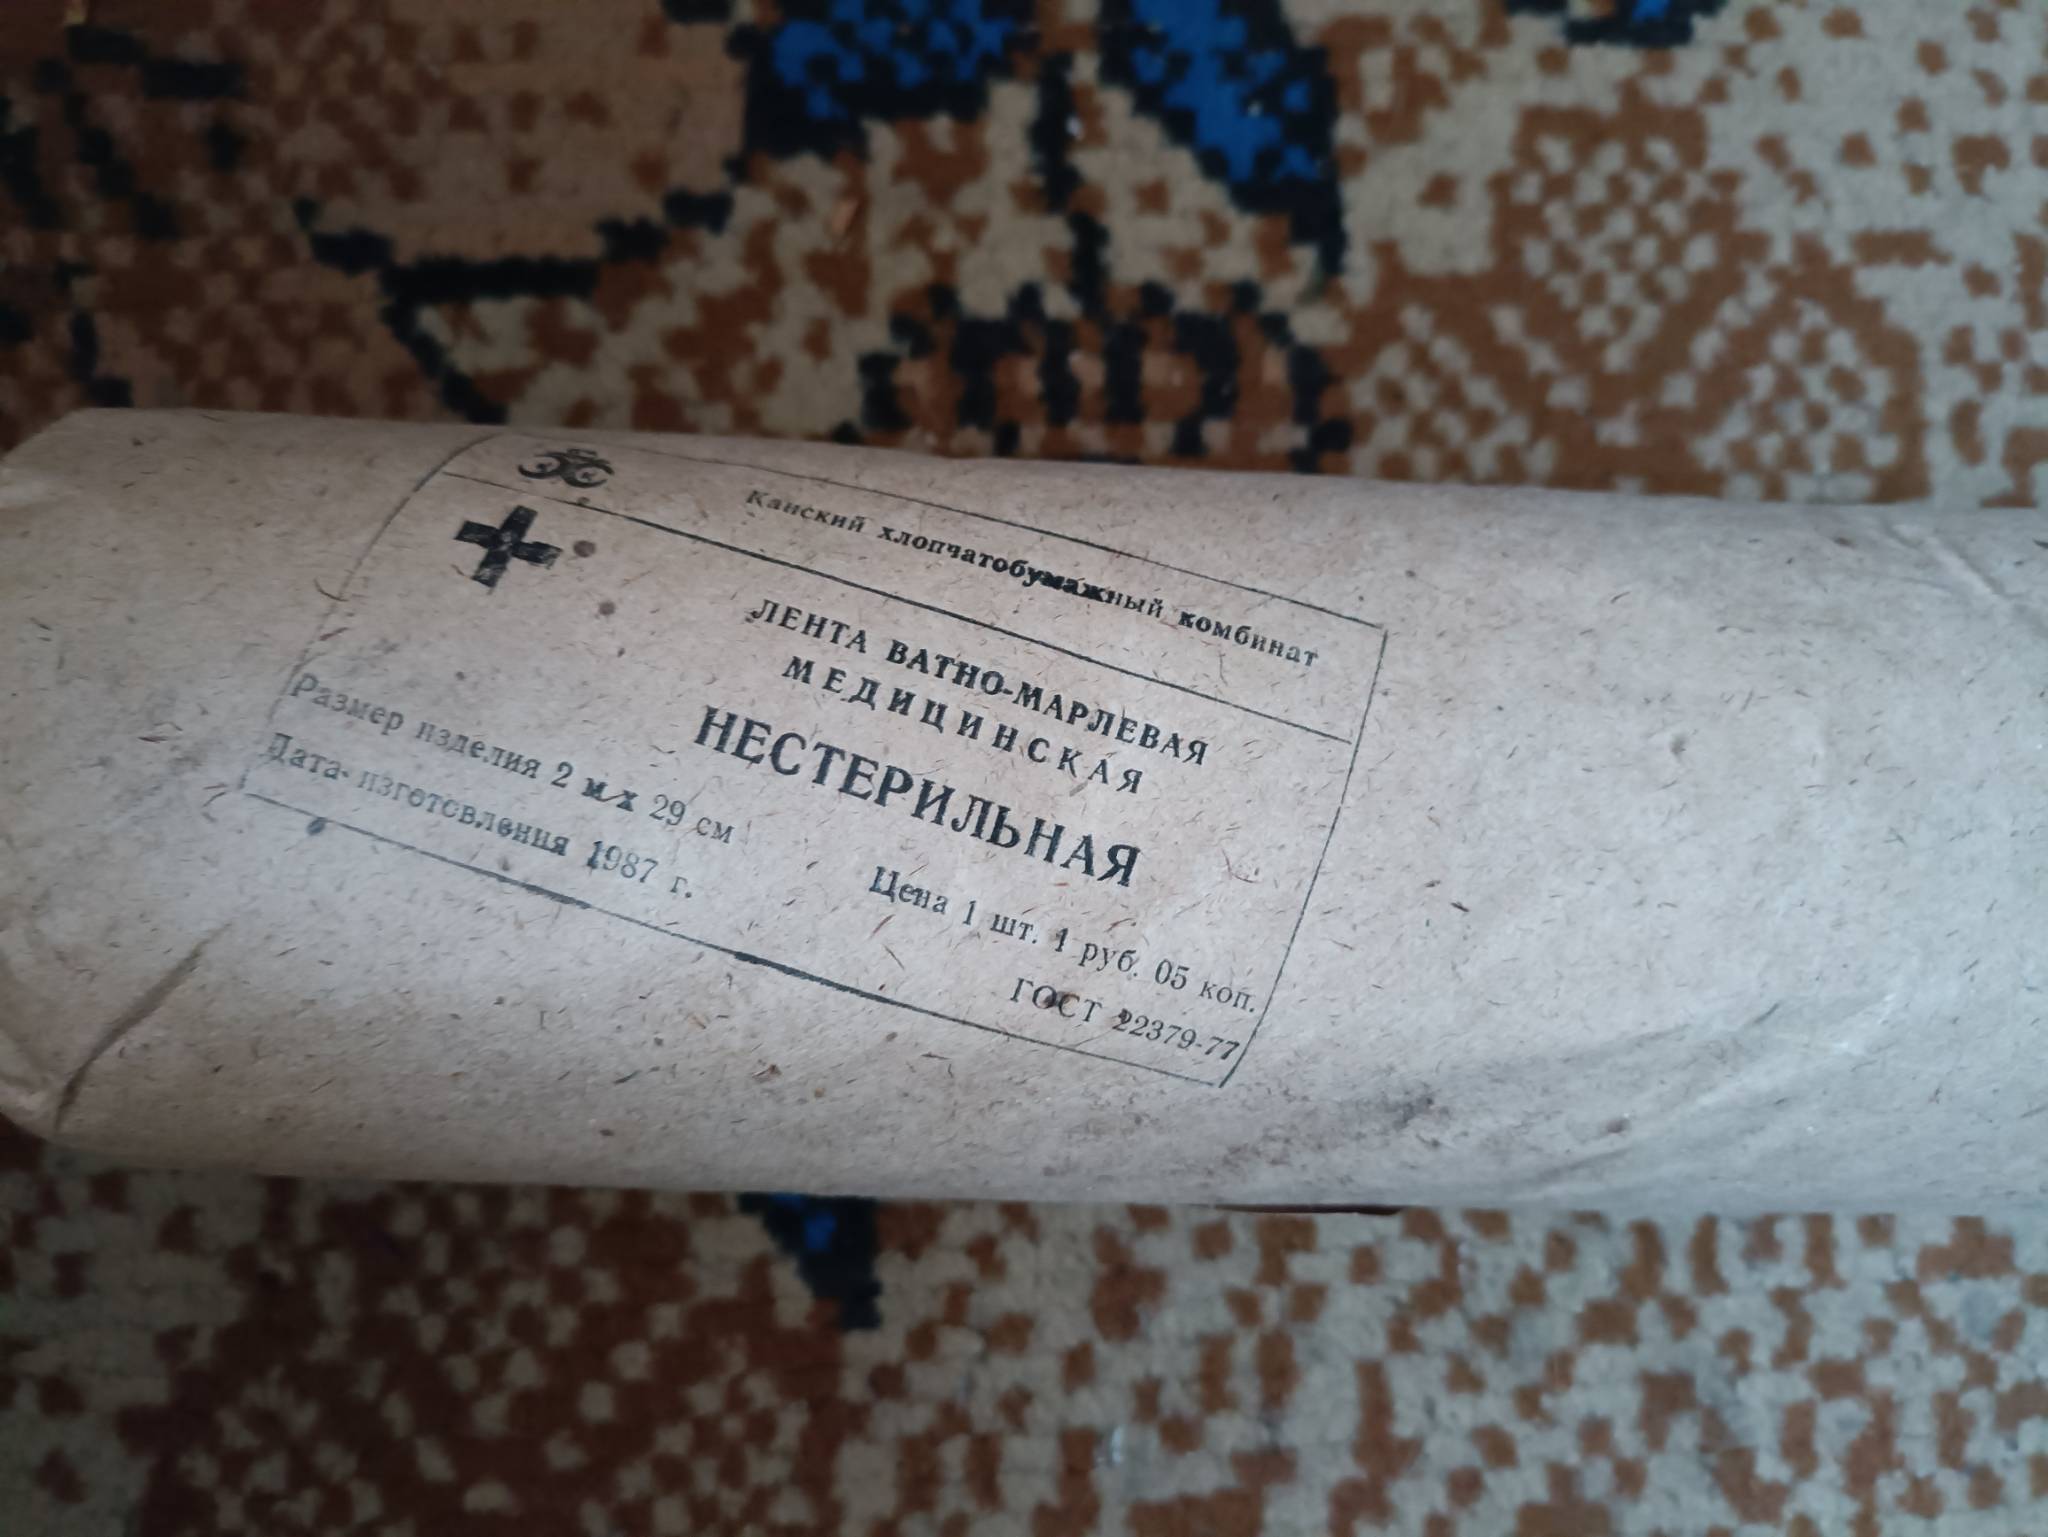 Канский хлопчатобумажный комбинат
ЛЕНТА ВАТНО-МАРЛЕВАЯ
МЕДИЦИНСКАЯ
НЕСТЕРИЛЬНАЯ
Размер изделия 2 м х 29 см
Дата изготовления 1987 г.
Цена 1 шт. 1 руб. 05 коп.
ГОСТ 22379-77